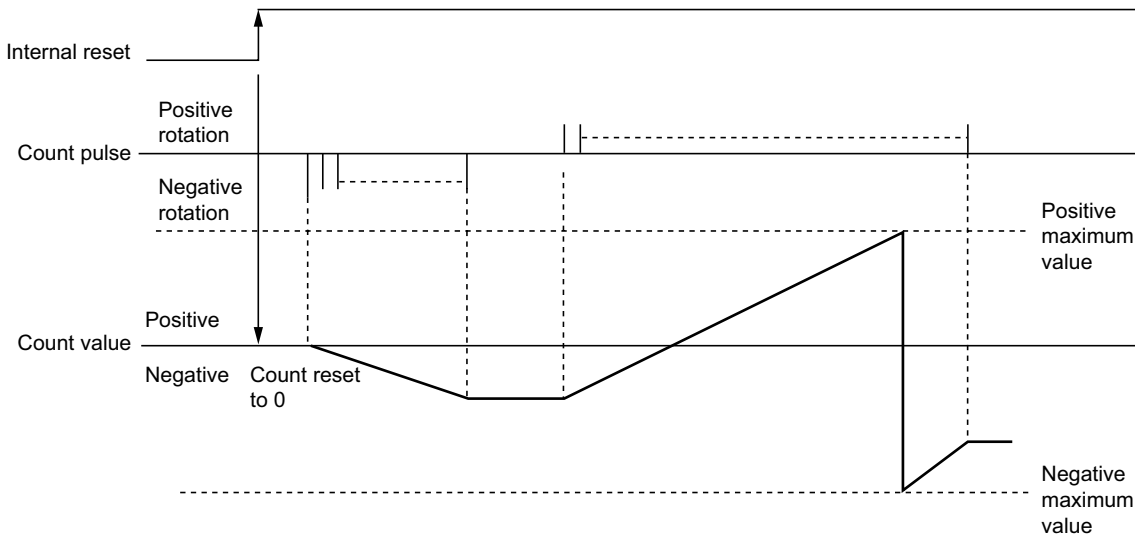 Internal reset
Positive
rotation
Count pulse
Negative
rotation
Positive
maximum
value
Positive
Count value
Negative
Count reset
to 0
Negative
maximum
value